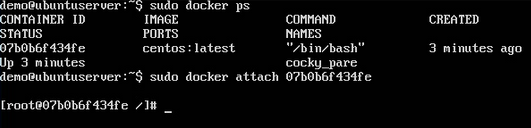 demo@ubuntuserver:~$ sudo docker ps
CONTAINER ID        IMAGE               COMMAND             CREATED
STATUS              PORTS               NAMES
07b0b6f434fe        centos:latest       "/bin/bash"         3 minutes ago
Up 3 minutes                            cocky_pare
demo@ubuntuserver:~$ sudo docker attach 07b0b6f434fe
[root@07b0b6f434fe /]# _